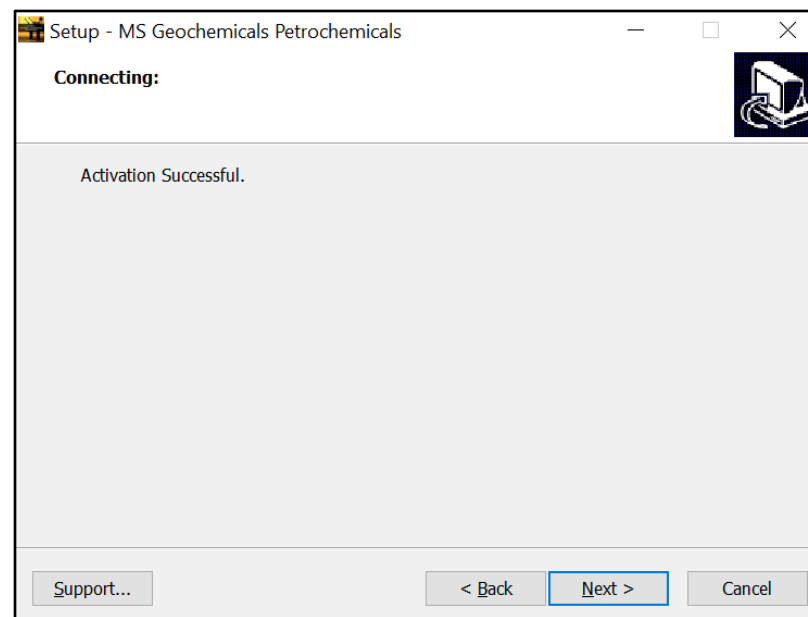 Setup - MS Geochemicals Petrochemicals
Connecting:
Activation Successful.
Support... < Back Next > Cancel